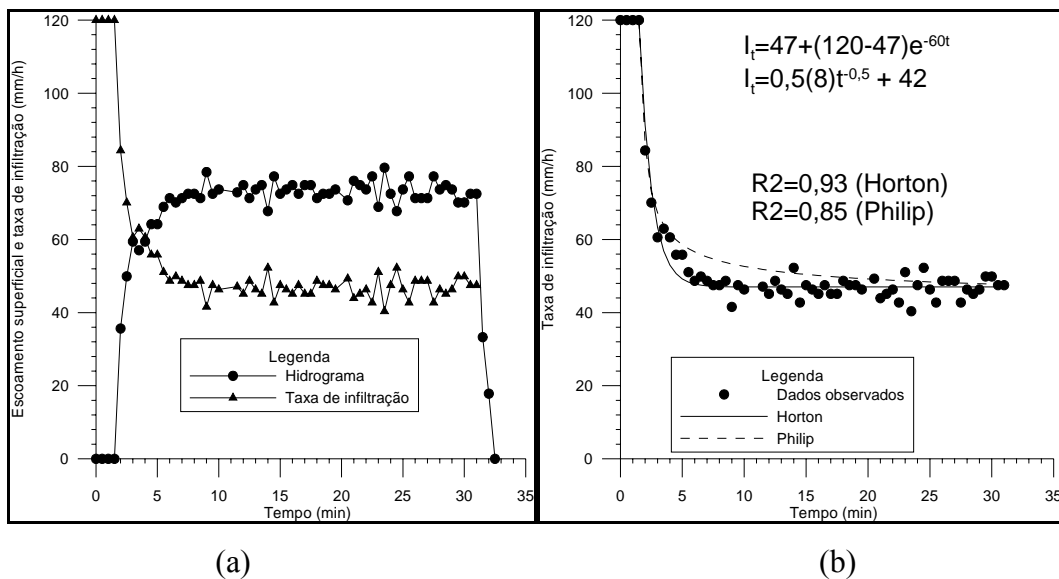 120
100
80
60
40
20
0
Escoamento superficial e taxa de infiltração (mm/h)
Legenda
Hidrograma
Taxa de infiltração
0 5 10 15 20 25 30 35
Tempo (min)
(a)
120
100
80
60
40
20
0
Taxa de infiltração (mm/h)
I_t=47+(120-47)e^-60t
I_t=0,5(8)t^-0,5 + 42
R2=0,93 (Horton)
R2=0,85 (Philip)
Legenda
Dados observados
Horton
Philip
0 5 10 15 20 25 30 35
Tempo (min)
(b)